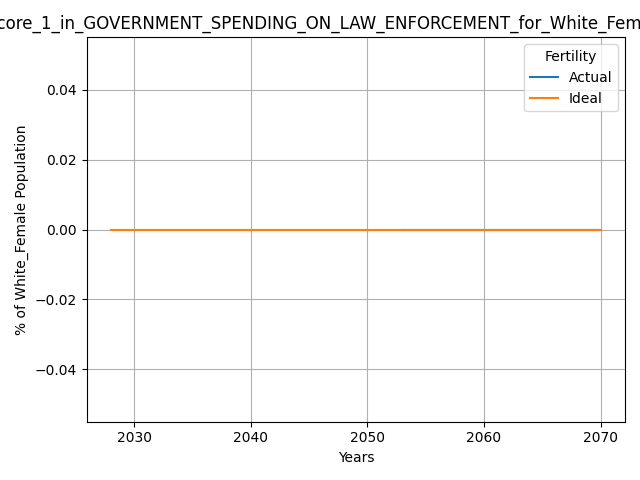 core_1_in_GOVERNMENT_SPENDING_ON_LAW_ENFORCEMENT_for_White_Fem
Fertility
Actual
Ideal
0.04
0.02
0.00
−0.02
−0.04
% of White_Female Population
2030 2040 2050 2060 2070
Years